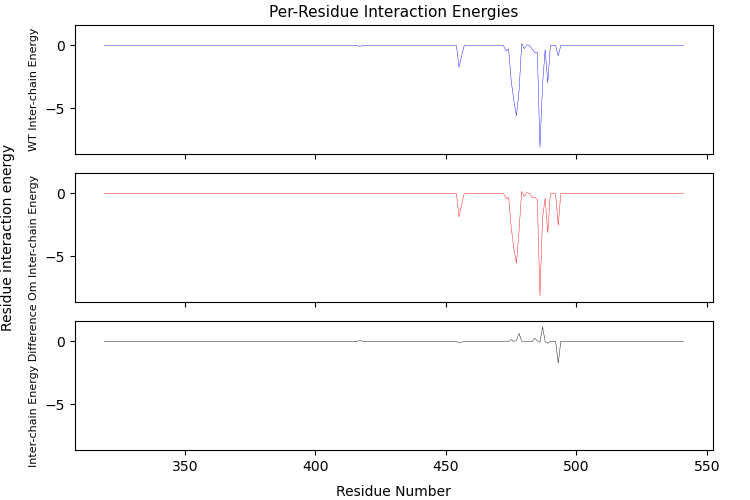 Per-Residue Interaction Energies
Residue interaction energy
WT Inter-chain Energy
0
−5
Om Inter-chain Energy
0
−5
Inter-chain Energy Difference
0
−5
350
400
450
500
550
Residue Number